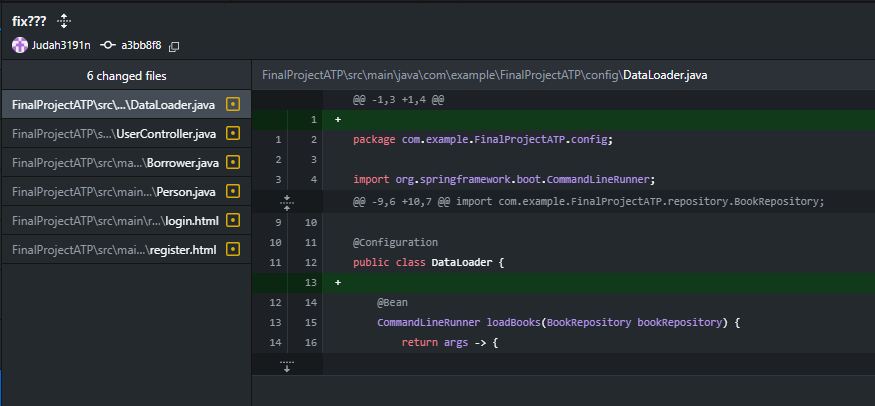 fix???
Judah3191n a3bb8f8
6 changed files
FinalProjectATP\src\...\DataLoader.java
FinalProjectATP\s...\UserController.java
FinalProjectATP\src\ma...\Borrower.java
FinalProjectATP\src\main...\Person.java
FinalProjectATP\src\main\r...\login.html
FinalProjectATP\src\mai...\register.html
FinalProjectATP\src\main\java\com\example\FinalProjectATP\config\DataLoader.java
@@ -1,3 +1,4 @@
1 +
1 2 package com.example.FinalProjectATP.config;
2 3
3 4 import org.springframework.boot.CommandLineRunner;
@@ -9,6 +10,7 @@ import com.example.FinalProjectATP.repository.BookRepository;
9 10
10 11 @Configuration
11 12 public class DataLoader {
13 +
12 14 @Bean
13 15 CommandLineRunner loadBooks(BookRepository bookRepository) {
14 16 return args -> {